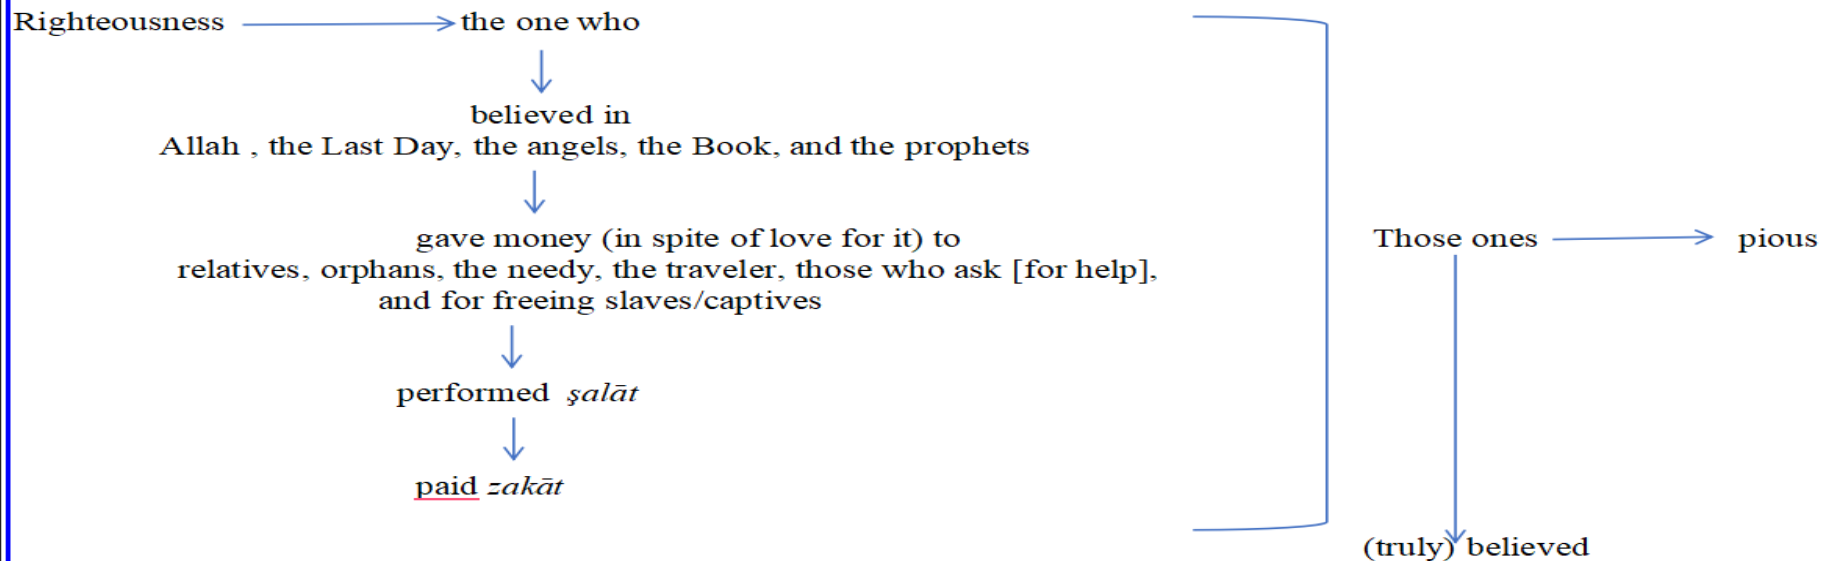 Righteousness the one who
believed in
Allah , the Last Day, the angels, the Book, and the prophets
gave money (in spite of love for it) to
relatives, orphans, the needy, the traveler, those who ask [for help],
and for freeing slaves/captives
performed şalāt
paid zakāt
Those ones pious
(truly) believed